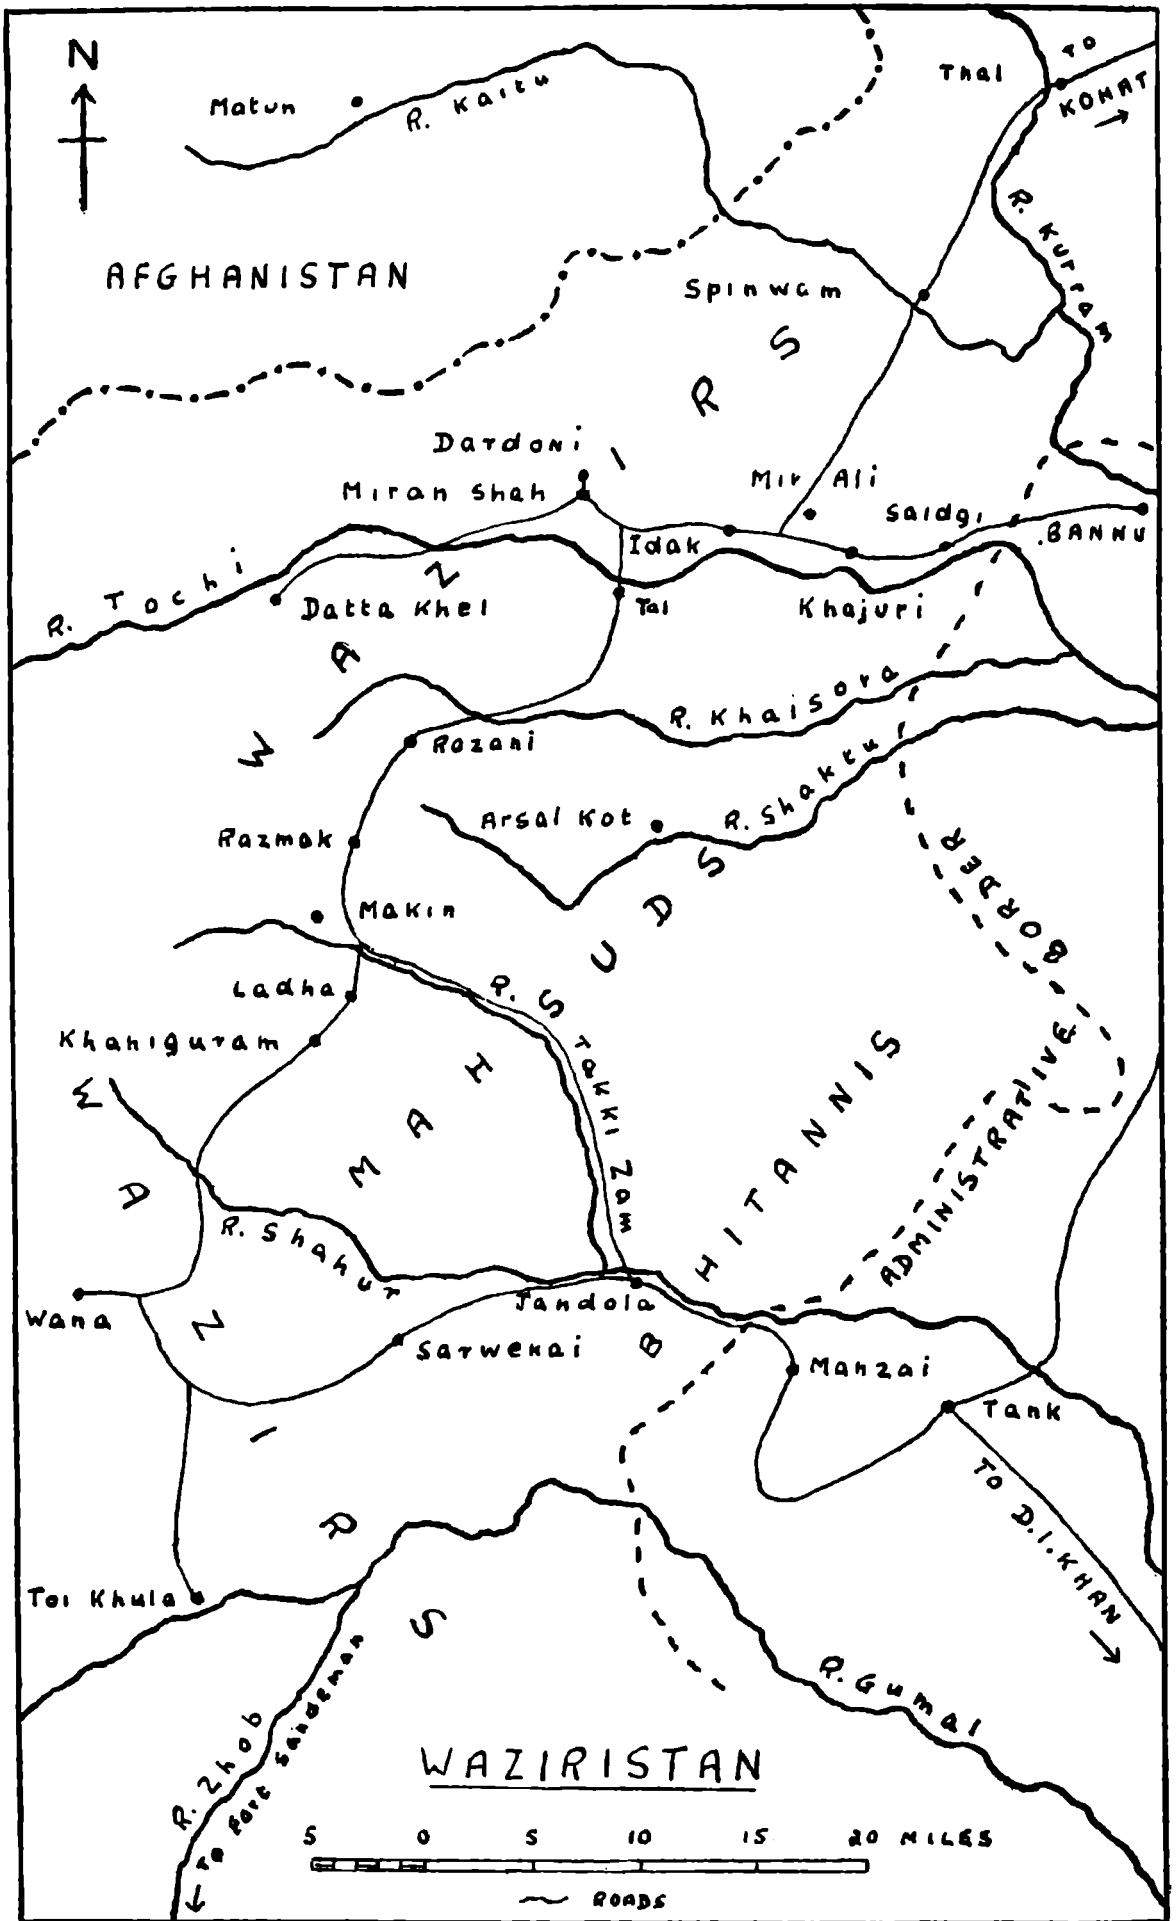 N
Matun
R. Kaitu
Thal
TO
KOHAT
R. Kurram
AFGHANISTAN
Spinwam
WAZIRS
Dardoni
Miran Shah
Mir Ali
Saidgi
BANNU
Idak
R. Tochi
Datta Khel
Tal
Khajuri
R. Khaisora
Razani
R. Shaktu
Arsal Kot
Razmak
Makin
MAHSUDS
Ladha
R. Takki Zam
Khaniguram
ADMINISTRATIVE BORDER
BHITANNIS
WAZIRS
R. Shahur
Wana
Jandola
Sarwekai
Manzai
Tank
TO D.I.KHAN
Toi Khula
R. Gumal
R. Zhob
To Fort Sandeman
WAZIRISTAN
5 0 5 10 15 20 MILES
ROADS